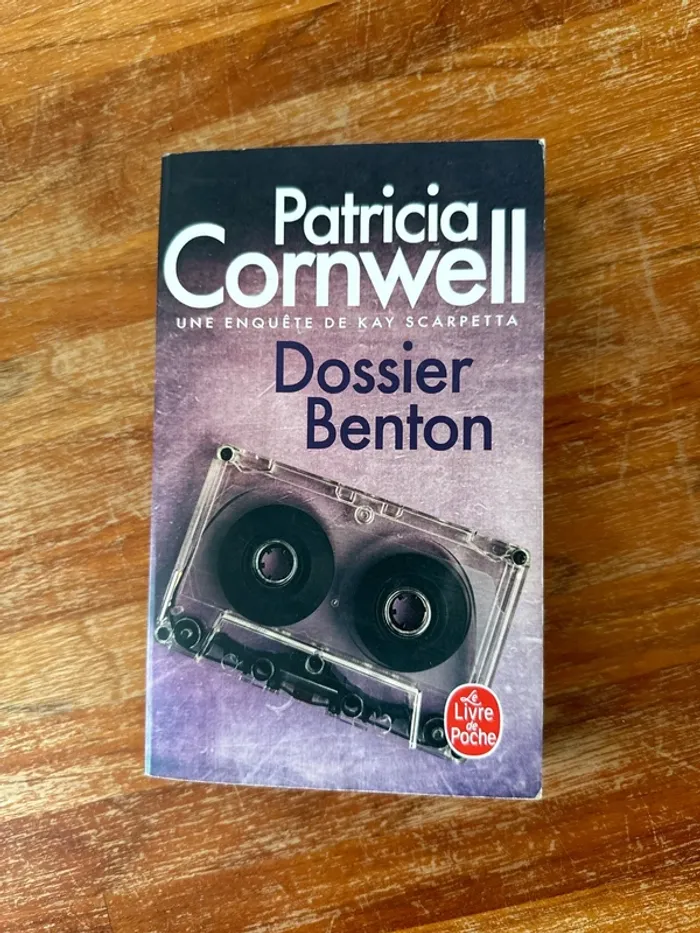 Patricia
Cornwell
UNE ENQUÊTE DE KAY SCARPETTA
Dossier
Benton
Le
Livre
de
Poche